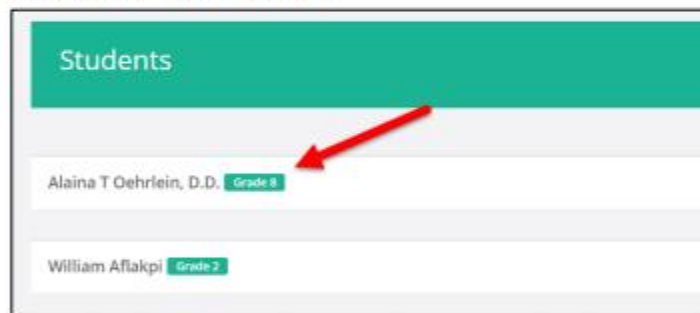 Students
Alaina T Oehrlein, D.D. Grade 8
William Aflakpi Grade 2